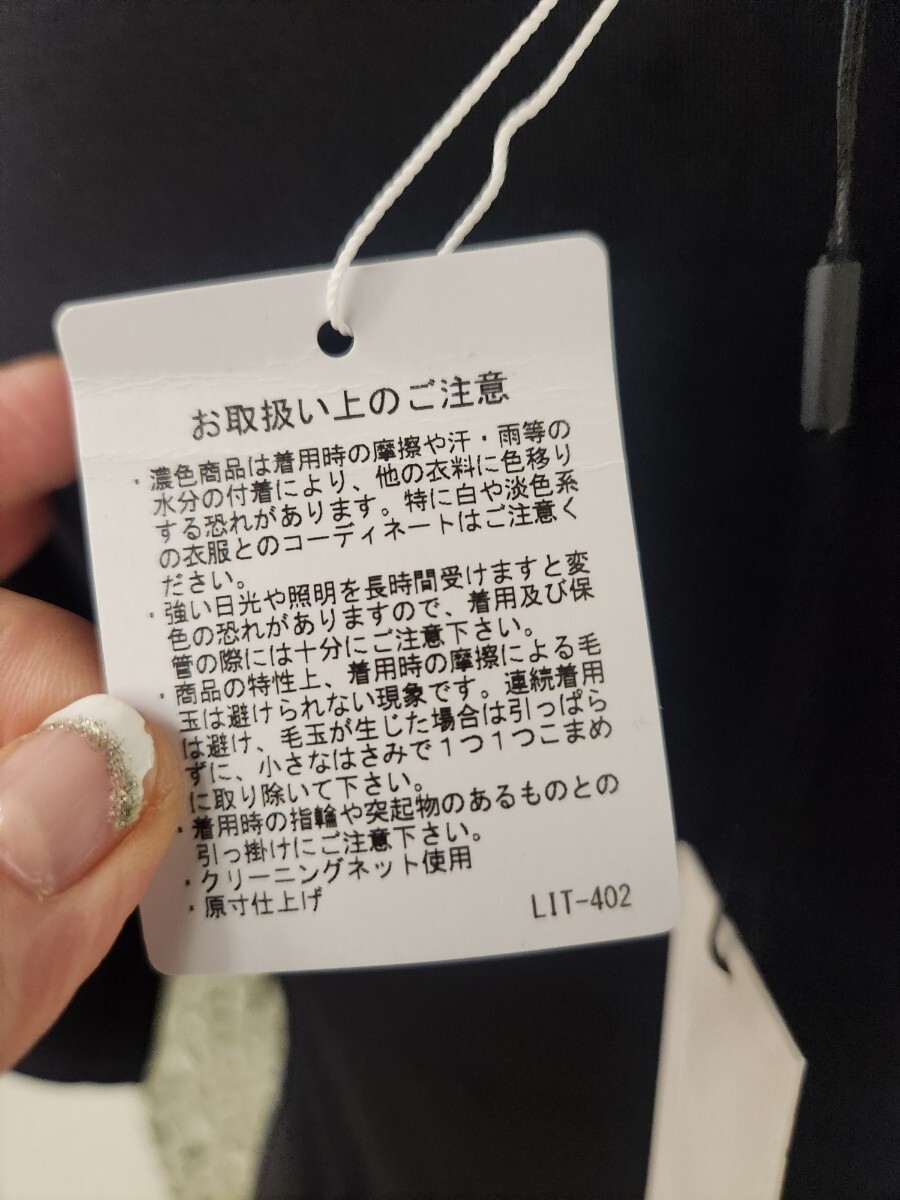 お取扱い上のご注意
・濃色商品は着用時の摩擦や汗・雨等の
水分の付着により、他の衣料に色移り
する恐れがあります。特に白や淡色系
の衣服とのコーディネートはご注意く
ださい。
・強い日光や照明を長時間受けますと変
色の恐れがありますので、着用及び保
管の際には十分にご注意下さい。
・商品の特性上、着用時の摩擦による毛
玉は避けられない現象です。連続着用
は避け、毛玉が生じた場合は引っぱら
ずに、小さなはさみで1つ1つこまめ
に取り除いて下さい。
・着用時の指輪や突起物のあるものとの
引っ掛けにご注意下さい。
・クリーニングネット使用
・原寸仕上げ
LIT-402